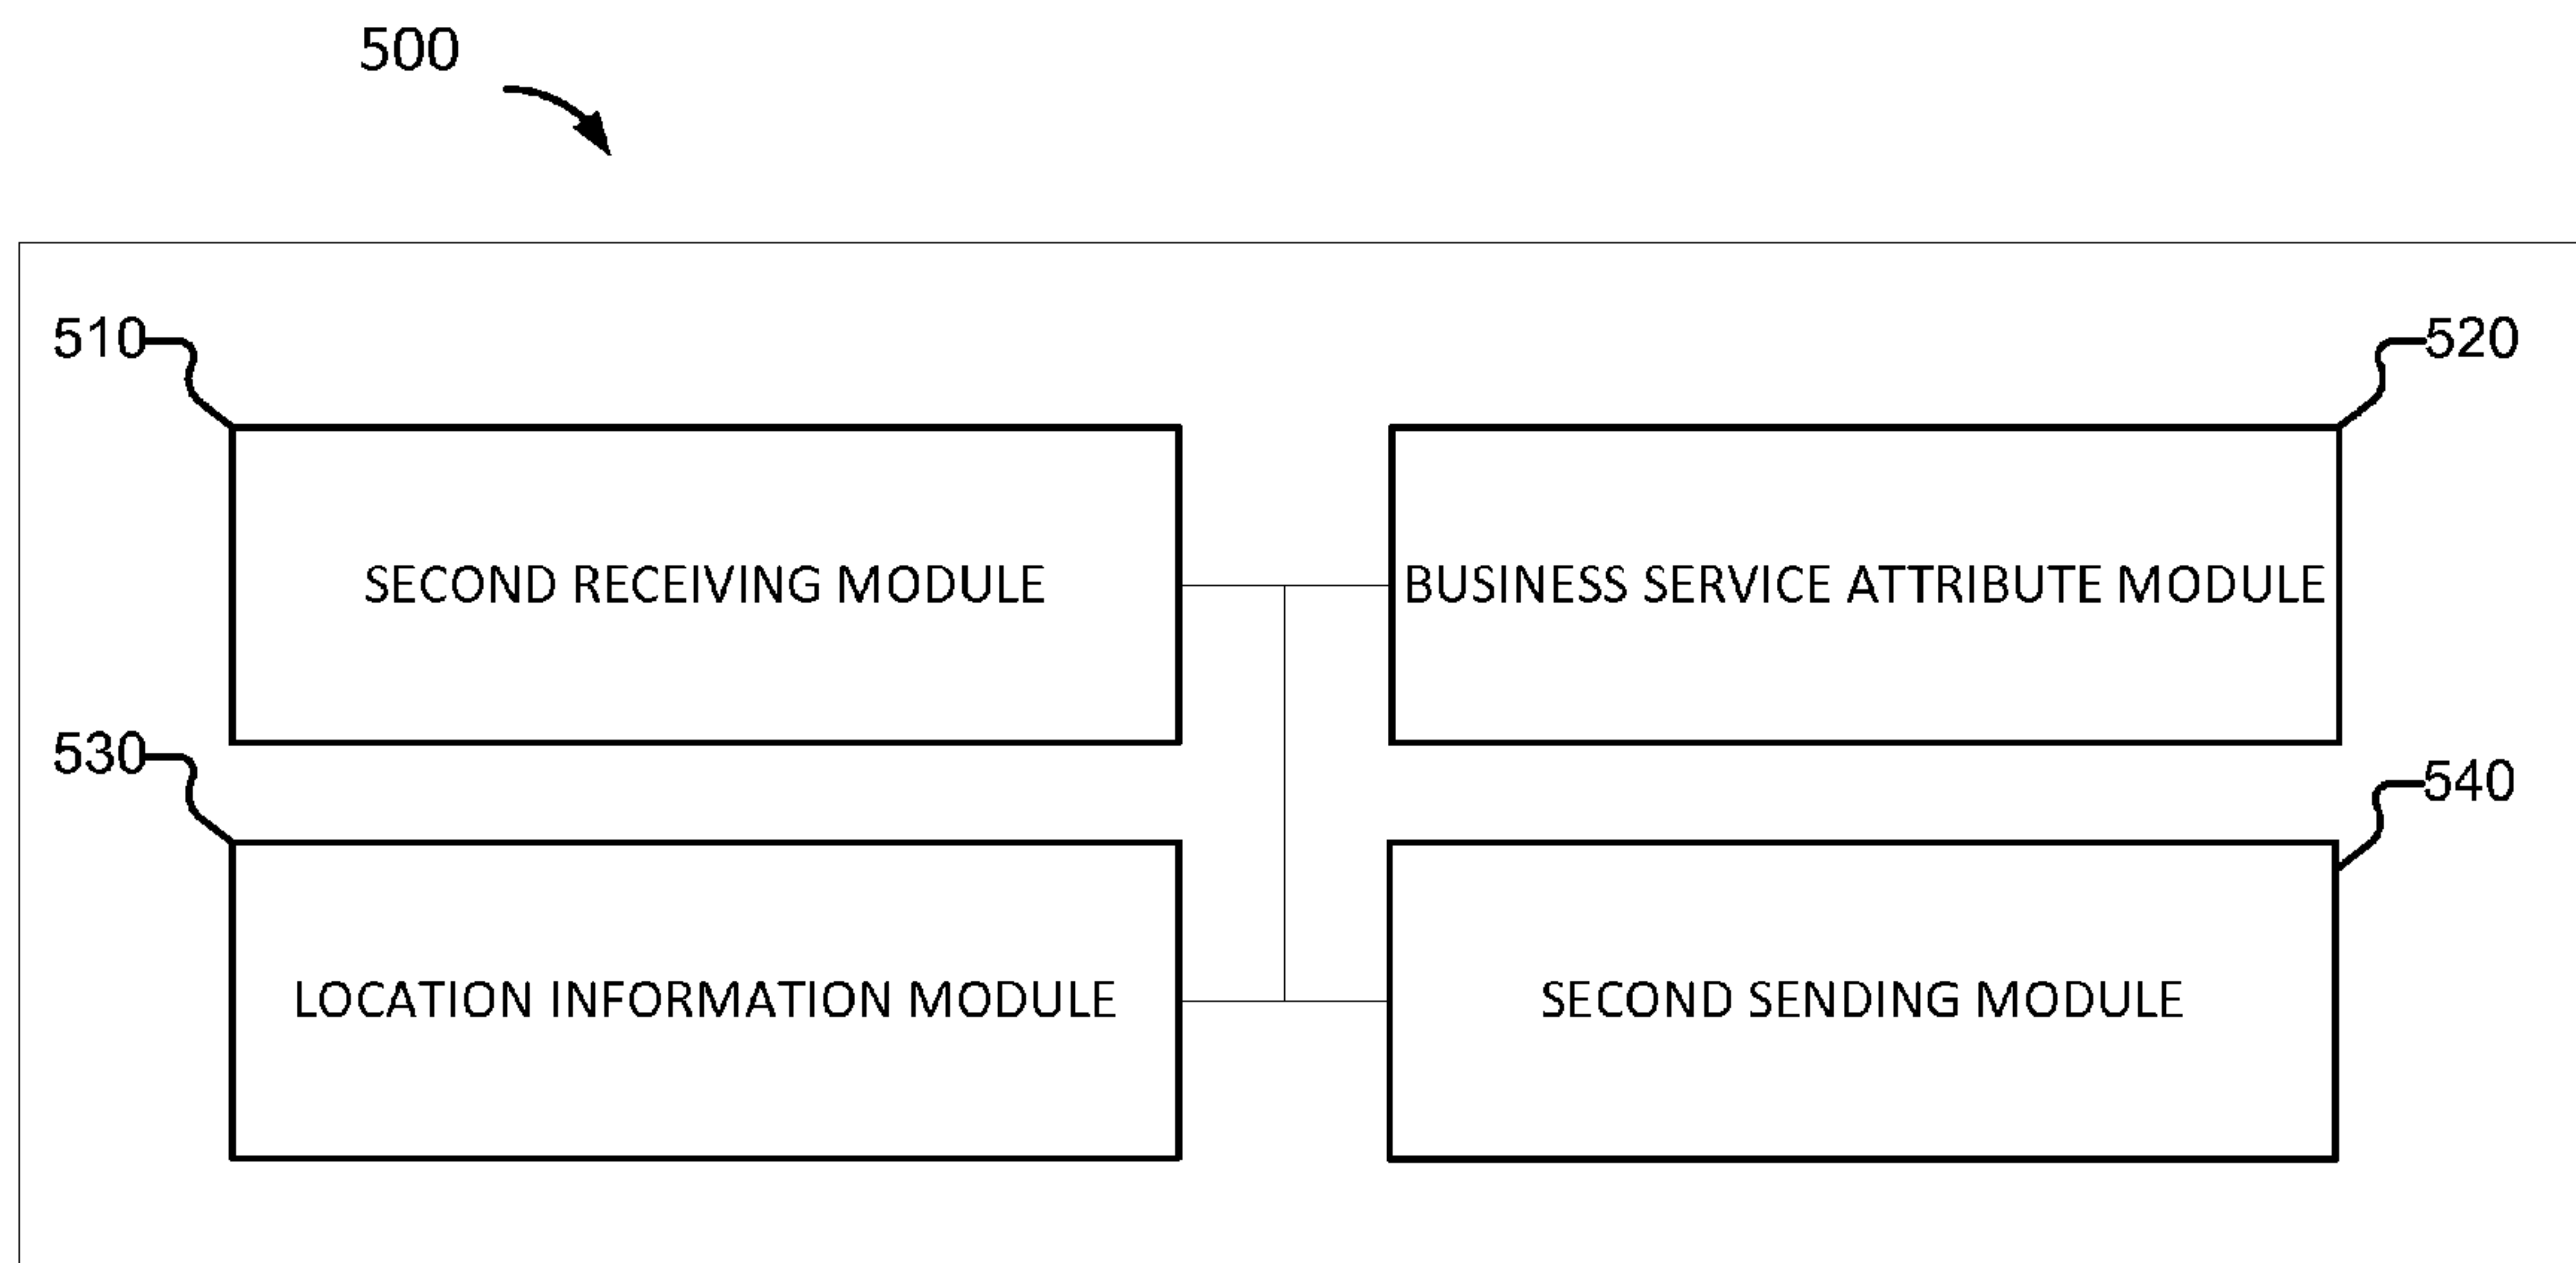 500
510
520
SECOND RECEIVING MODULE
BUSINESS SERVICE ATTRIBUTE MODULE
530
540
LOCATION INFORMATION MODULE
SECOND SENDING MODULE